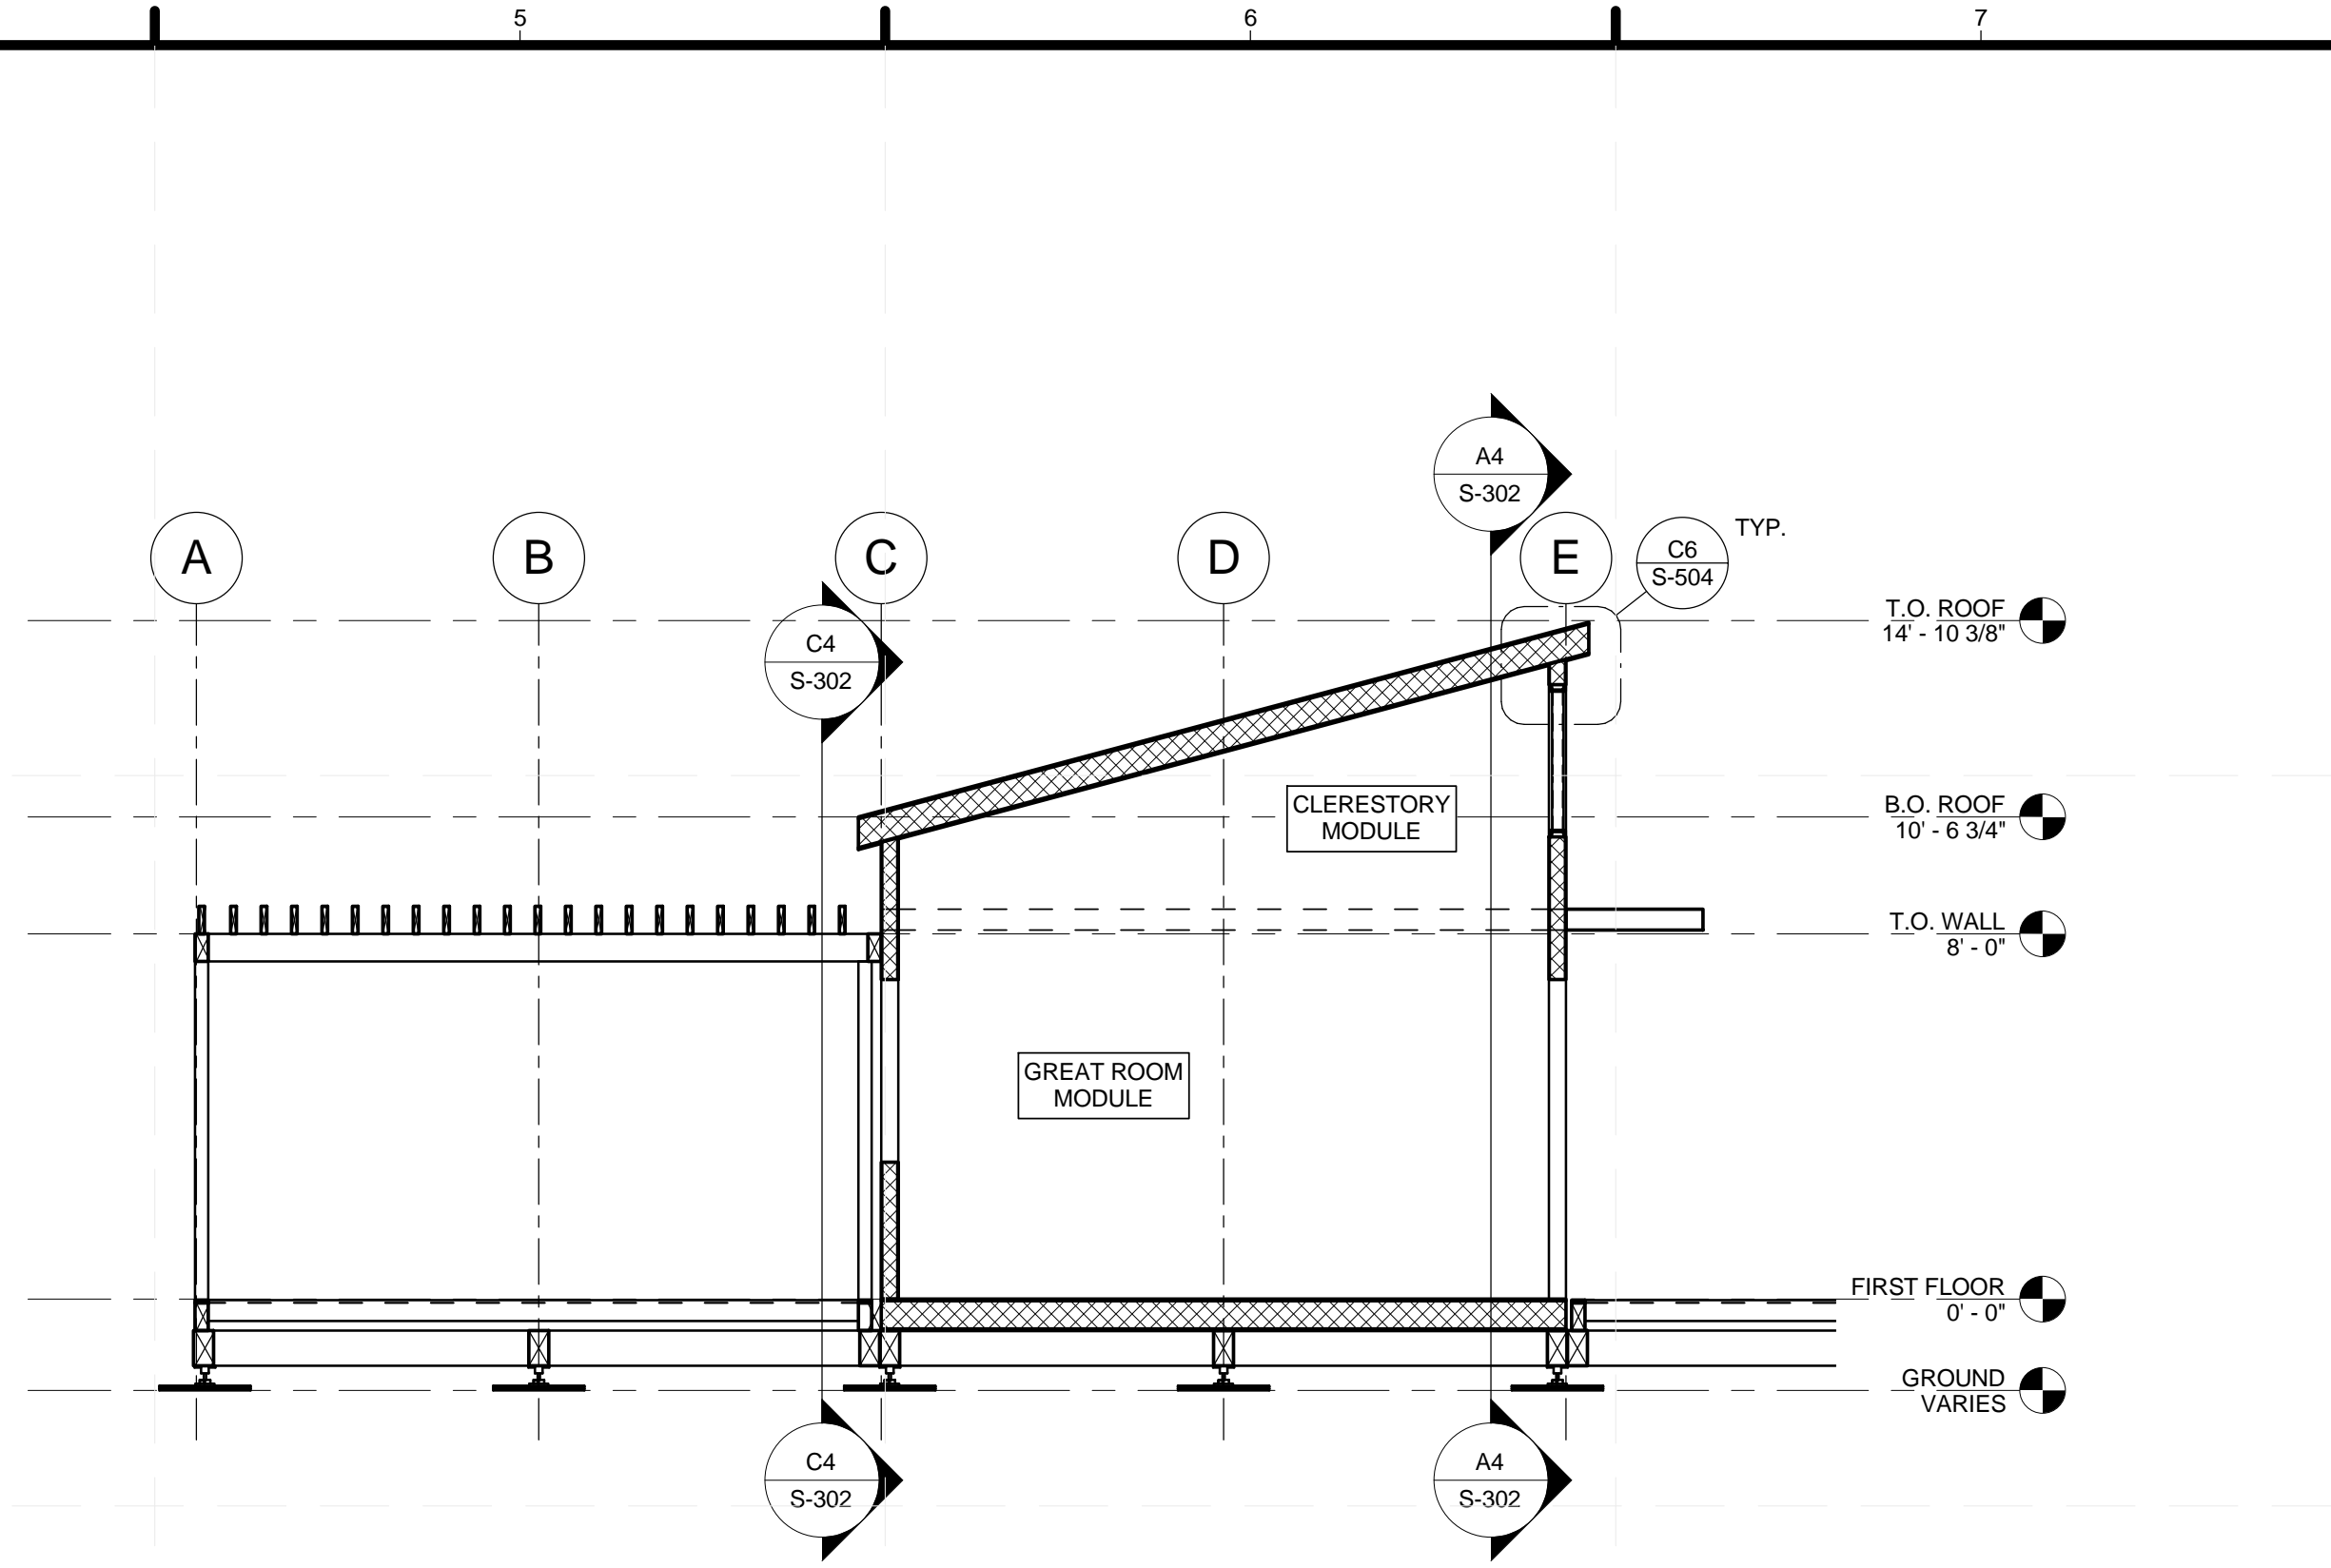 5
6
7
A4
S-302
A
B
C
D
E
C6
S-504
TYP.
C4
S-302
T.O. ROOF
14' - 10 3/8"
CLERESTORY
MODULE
B.O. ROOF
10' - 6 3/4"
T.O. WALL
8' - 0"
GREAT ROOM
MODULE
FIRST FLOOR
0' - 0"
GROUND
VARIES
C4
S-302
A4
S-302